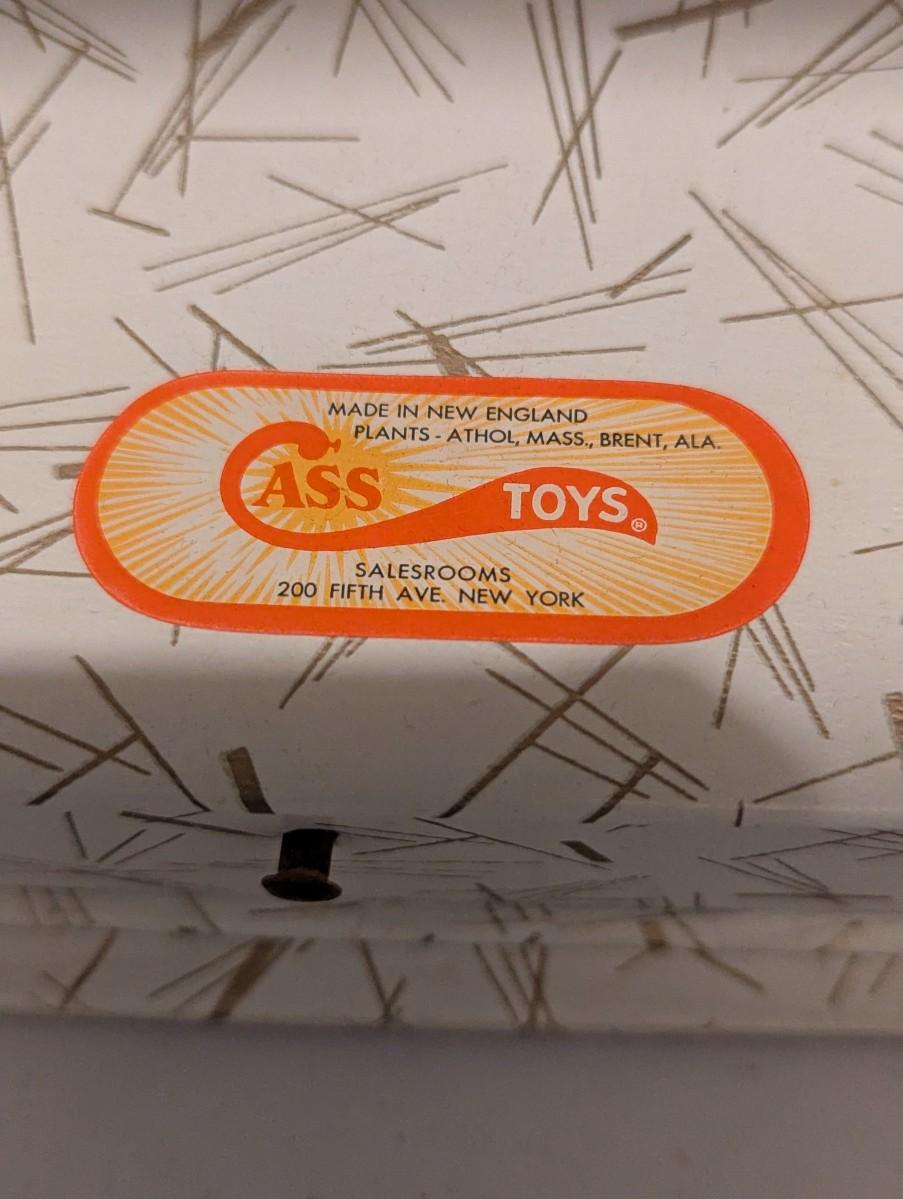 MADE IN NEW ENGLAND
PLANTS - ATHOL, MASS., BRENT, ALA.
CASS TOYS®
SALESROOMS
200 FIFTH AVE. NEW YORK